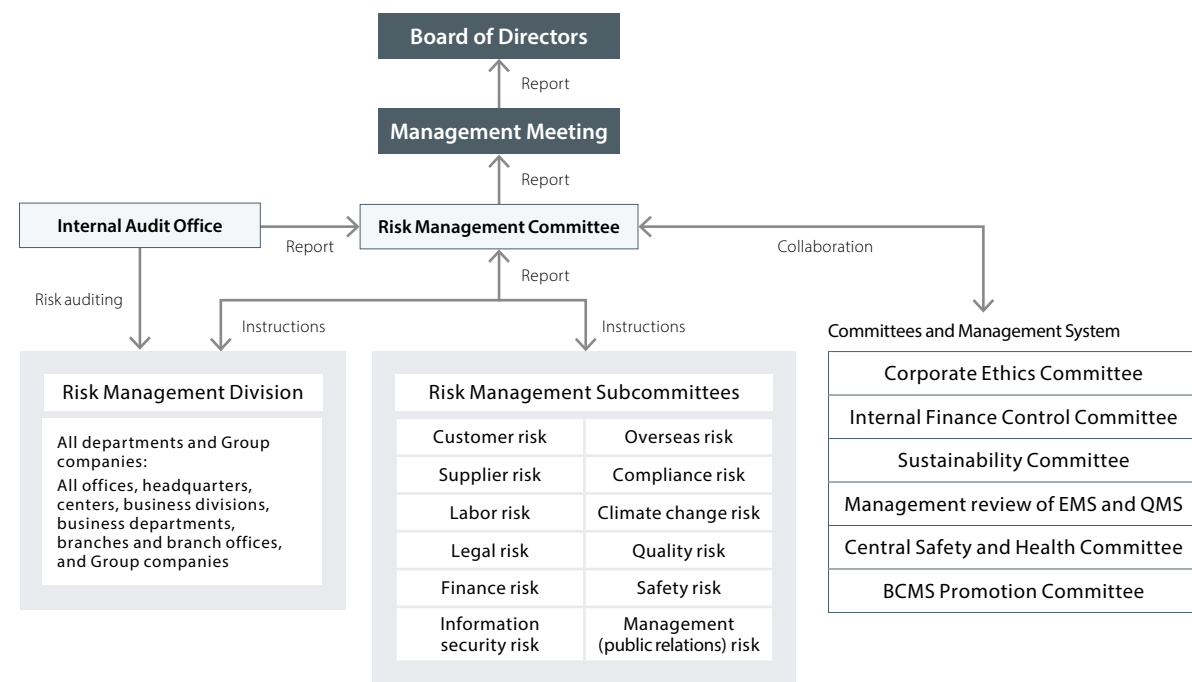 Board of Directors
Report
Management Meeting
Report
Internal Audit Office
Report
Risk Management Committee
Collaboration
Report
Risk auditing
Instructions
Instructions
Risk Management Division
All departments and Group
companies:
All offices, headquarters,
centers, business divisions,
business departments,
branches and branch offices,
and Group companies
Risk Management Subcommittees
Customer risk
Overseas risk
Supplier risk
Compliance risk
Labor risk
Climate change risk
Legal risk
Quality risk
Finance risk
Safety risk
Information
security risk
Management
(public relations) risk
Committees and Management System
Corporate Ethics Committee
Internal Finance Control Committee
Sustainability Committee
Management review of EMS and QMS
Central Safety and Health Committee
BCMS Promotion Committee